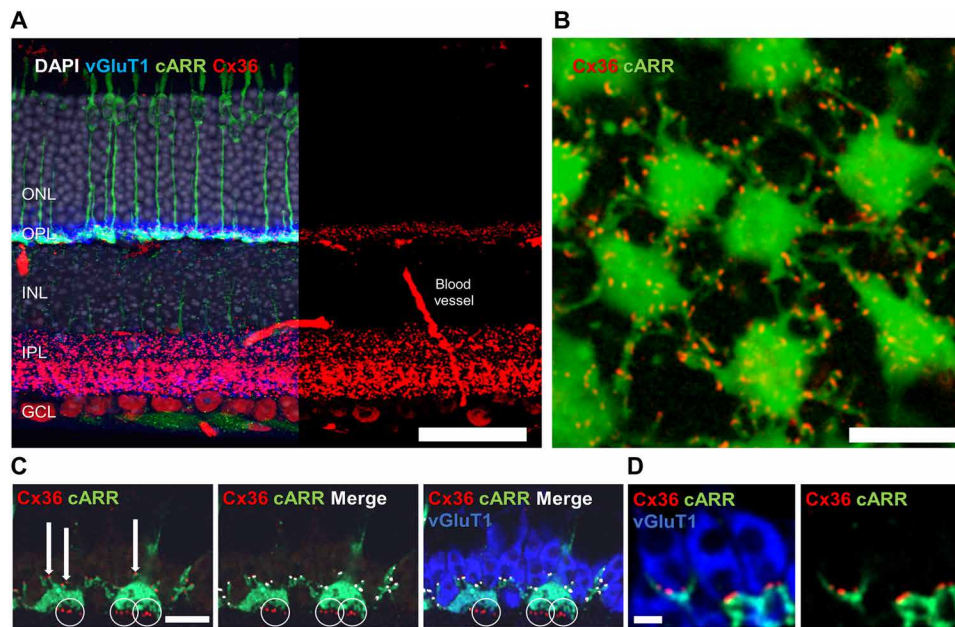 A
DAPI vGluT1 cARR Cx36
ONL
OPL
INL
IPL
GCL
Blood
vessel
B
Cx36 cARR
C
Cx36 cARR
Cx36 cARR Merge
Cx36 cARR Merge
vGluT1
D
Cx36 cARR
vGluT1
Cx36 cARR